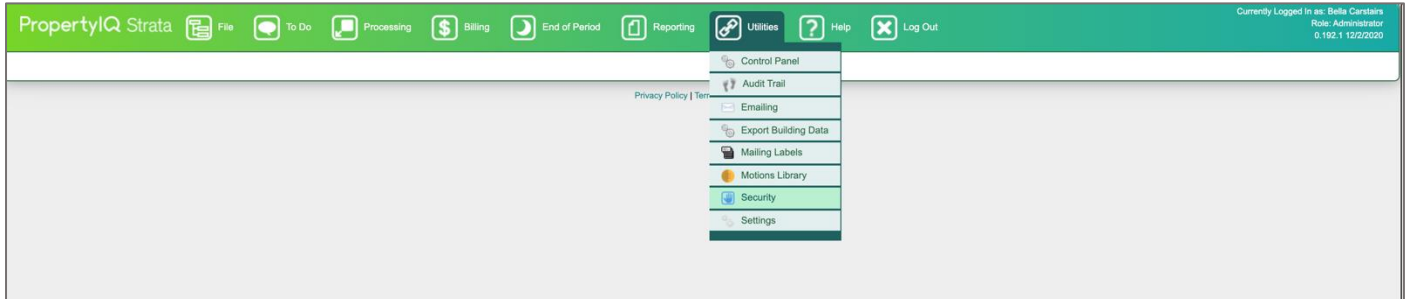 PropertyIQ Strata File To Do Processing Billing End of Period Reporting Utilities Help Log Out
Currently Logged In as: Bella Carstairs
Role: Administrator
0.192.1 12/2/2020
Control Panel
Audit Trail
Privacy Policy |
Emailing
Export Building Data
Mailing Labels
Motions Library
Security
Settings